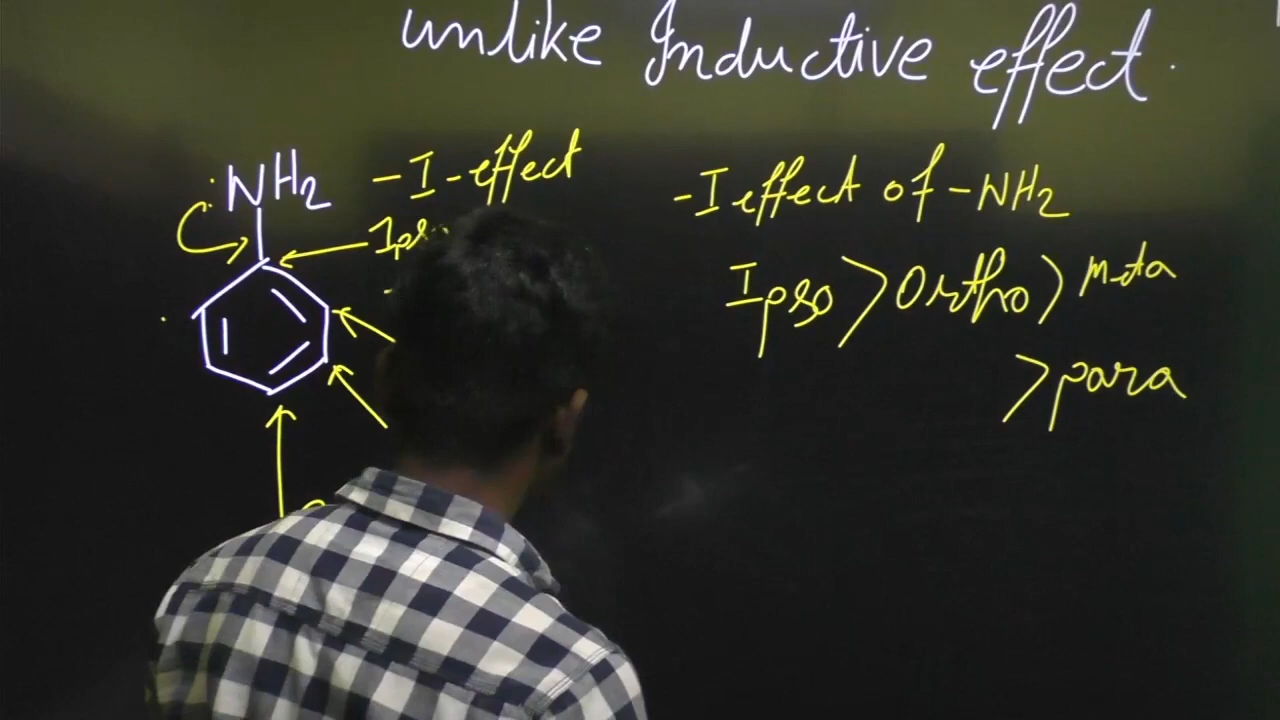 unlike Inductive effect.
NH2
-I-effect
-I effect of -NH2
Ipso > Ortho > meta
> para